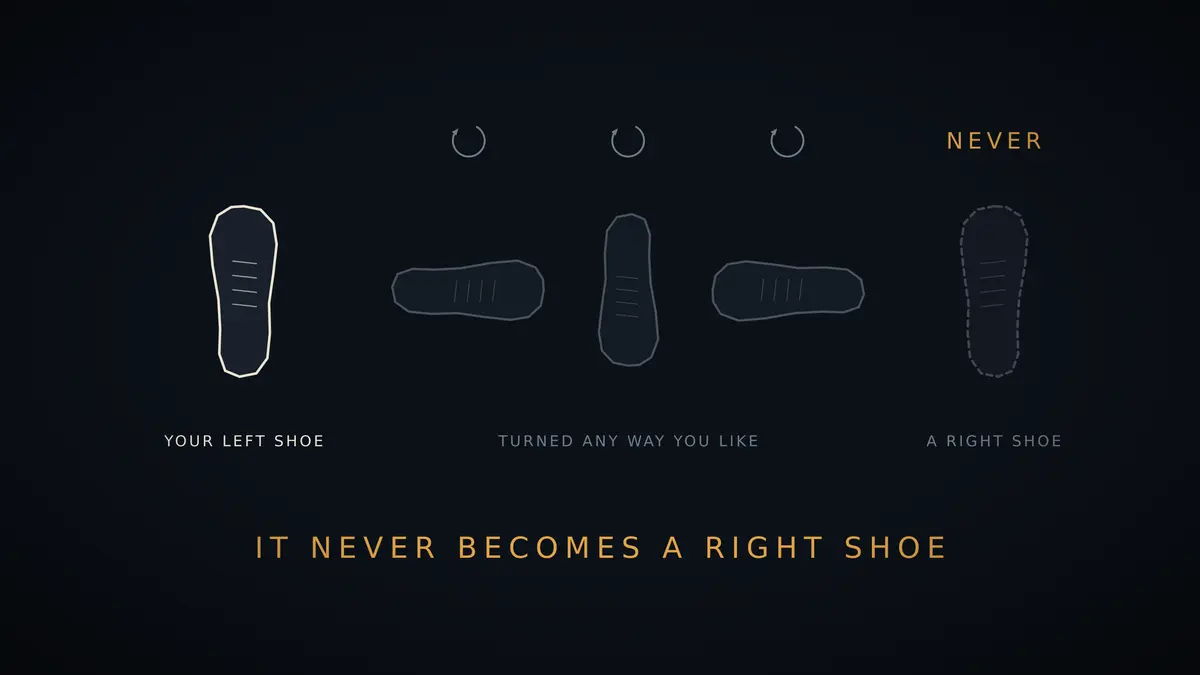 NEVER
YOUR LEFT SHOE
TURNED ANY WAY YOU LIKE
A RIGHT SHOE
IT NEVER BECOMES A RIGHT SHOE